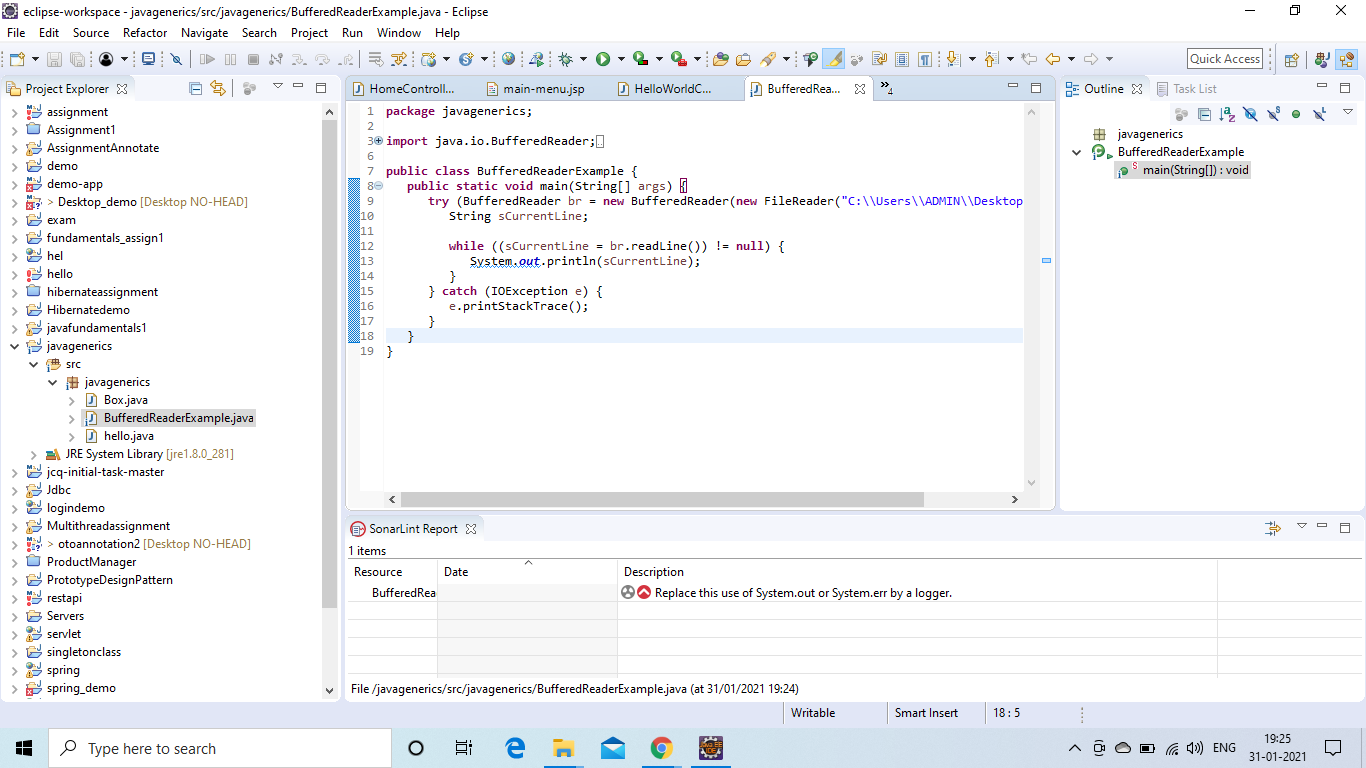 eclipse-workspace - javagenerics/src/javagenerics/BufferedReaderExample.java - Eclipse
File Edit Source Refactor Navigate Search Project Run Window Help
Quick Access
Project Explorer
assignment
Assignment1
AssignmentAnnotate
demo
demo-app
> Desktop_demo [Desktop NO-HEAD]
exam
fundamentals_assign1
hel
hello
hibernateassignment
Hibernatedemo
javafundamentals1
javagenerics
src
javagenerics
Box.java
BufferedReaderExample.java
hello.java
JRE System Library [jre1.8.0_281]
jcq-initial-task-master
Jdbc
logindemo
Multithreadassignment
> otoannotation2 [Desktop NO-HEAD]
ProductManager
PrototypeDesignPattern
restapi
Servers
servlet
singletonclass
spring
spring_demo
HomeControll... main-menu.jsp HelloWorldC... BufferedRea... »4
1 package javagenerics;
2
3 import java.io.BufferedReader;
6
7 public class BufferedReaderExample {
8 public static void main(String[] args) {
9 try (BufferedReader br = new BufferedReader(new FileReader("C:\\Users\\ADMIN\\Desktop
10 String sCurrentLine;
11
12 while ((sCurrentLine = br.readLine()) != null) {
13 System.out.println(sCurrentLine);
14 }
15 } catch (IOException e) {
16 e.printStackTrace();
17 }
18 }
19 }
Outline Task List
javagenerics
BufferedReaderExample
main(String[]) : void
SonarLint Report
1 items
Resource Date Description
BufferedRea Replace this use of System.out or System.err by a logger.
File /javagenerics/src/javagenerics/BufferedReaderExample.java (at 31/01/2021 19:24)
Writable Smart Insert 18 : 5
Type here to search
ENG
19:25
31-01-2021